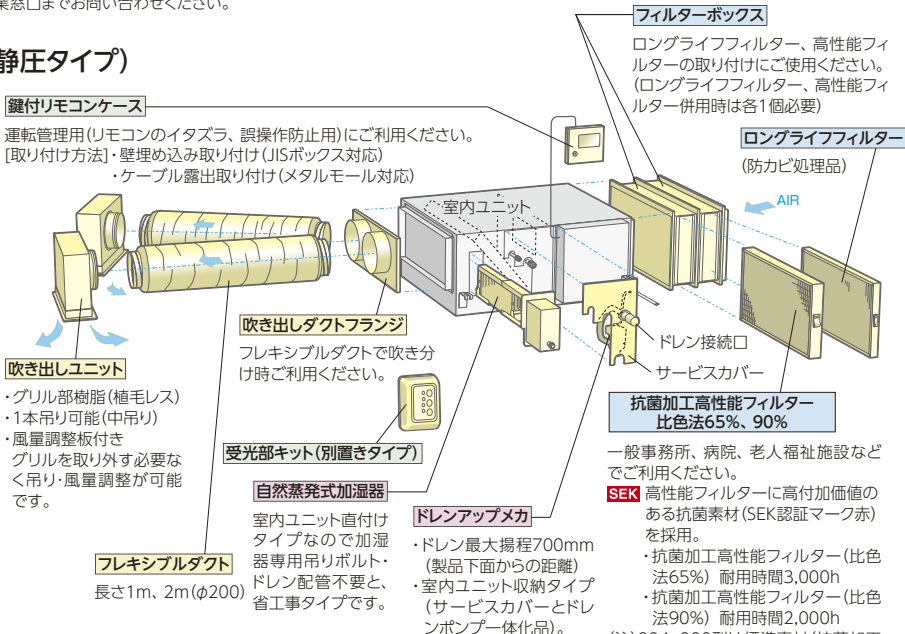 業窓口までお問い合わせください。
静圧タイプ)
フィルターボックス
ロングライフフィルター、高性能フィ
ルターの取り付けにご使用ください。
(ロングライフフィルター、高性能フィ
ルター併用時は各1個必要)
鍵付リモコンケース
運転管理用(リモコンのイタズラ、誤操作防止用)にご利用ください。
[取り付け方法]・壁埋め込み取り付け(JISボックス対応)
・ケーブル露出取り付け(メタルモール対応)
ロングライフフィルター
(防カビ処理品)
AIR
室内ユニット
吹き出しダクトフランジ
フレキシブルダクトで吹き分
け時ご利用ください。
ドレン接続口
サービスカバー
吹き出しユニット
・グリル部樹脂(植毛レス)
・1本吊り可能(中吊り)
・風量調整板付き
グリルを取り外す必要な
く吊り・風量調整が可能
です。
受光部キット(別置きタイプ)
抗菌加工高性能フィルター
比色法65%、90%
一般事務所、病院、老人福祉施設など
でご利用ください。
SEK 高性能フィルターに高付加価値の
ある抗菌素材(SEK認証マーク赤)
を採用。
・抗菌加工高性能フィルター(比色
法65%) 耐用時間3,000h
・抗菌加工高性能フィルター(比色
法90%) 耐用時間2,000h
自然蒸発式加湿器
室内ユニット直付け
タイプなので加湿
器専用吊りボルト・
ドレン配管不要と、
省工事タイプです。
ドレンアップメカ
・ドレン最大揚程700mm
(製品下面からの距離)
・室内ユニット収納タイプ
(サービスカバーとドレ
ンポンプ一体化品)。
フレキシブルダクト
長さ1m、2m(φ200)